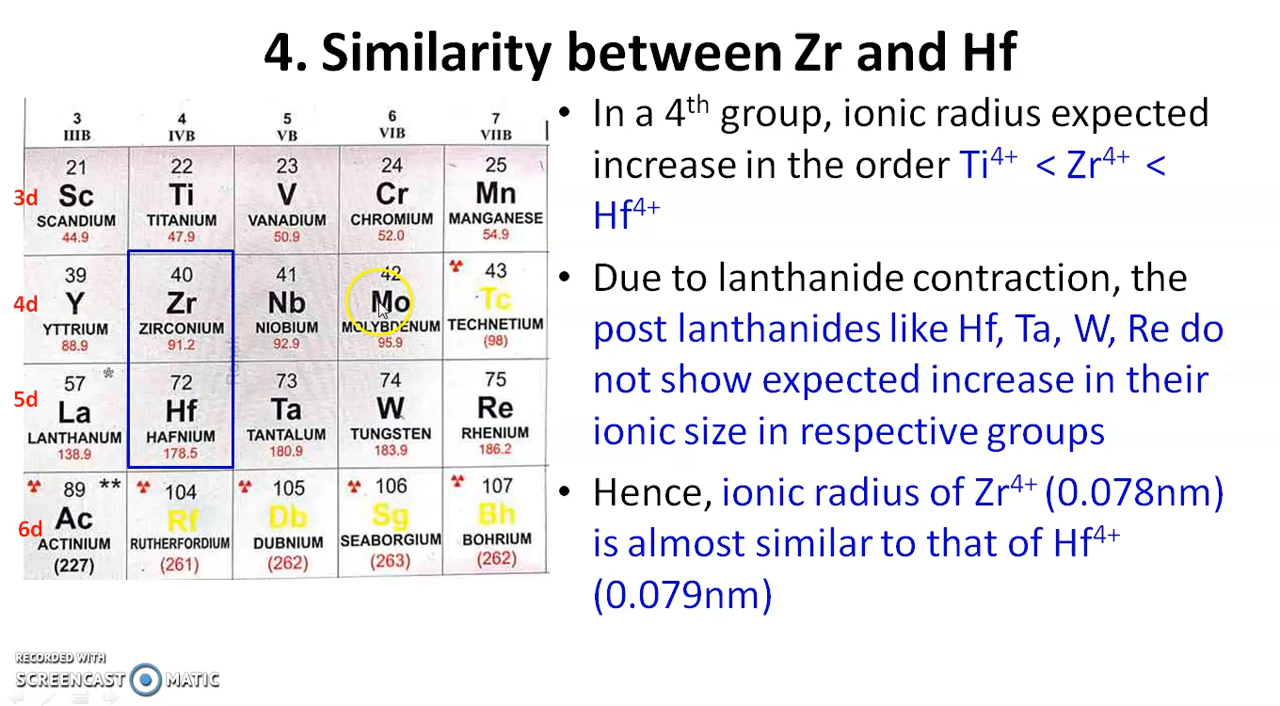 4. Similarity between Zr and Hf
3 4 5 6 7
IIIB IVB VB VIB VIIB
21 22 23 24 25
3d Sc Ti V Cr Mn
SCANDIUM TITANIUM VANADIUM CHROMIUM MANGANESE
44.9 47.9 50.9 52.0 54.9
39 40 41 42 43
4d Y Zr Nb Mo Tc
YTTRIUM ZIRCONIUM NIOBIUM MOLYBDENUM TECHNETIUM
88.9 91.2 92.9 95.9 (98)
57 * 72 73 74 75
5d La Hf Ta W Re
LANTHANUM HAFNIUM TANTALUM TUNGSTEN RHENIUM
138.9 178.5 180.9 183.9 186.2
89 ** 104 105 106 107
6d Ac Rf Db Sg Bh
ACTINIUM RUTHERFORDIUM DUBNIUM SEABORGIUM BOHRIUM
(227) (261) (262) (263) (262)
• In a 4th group, ionic radius expected
increase in the order Ti4+ < Zr4+ <
Hf4+
• Due to lanthanide contraction, the
post lanthanides like Hf, Ta, W, Re do
not show expected increase in their
ionic size in respective groups
• Hence, ionic radius of Zr4+ (0.078nm)
is almost similar to that of Hf4+
(0.079nm)
RECORDED WITH
SCREENCAST MATIC